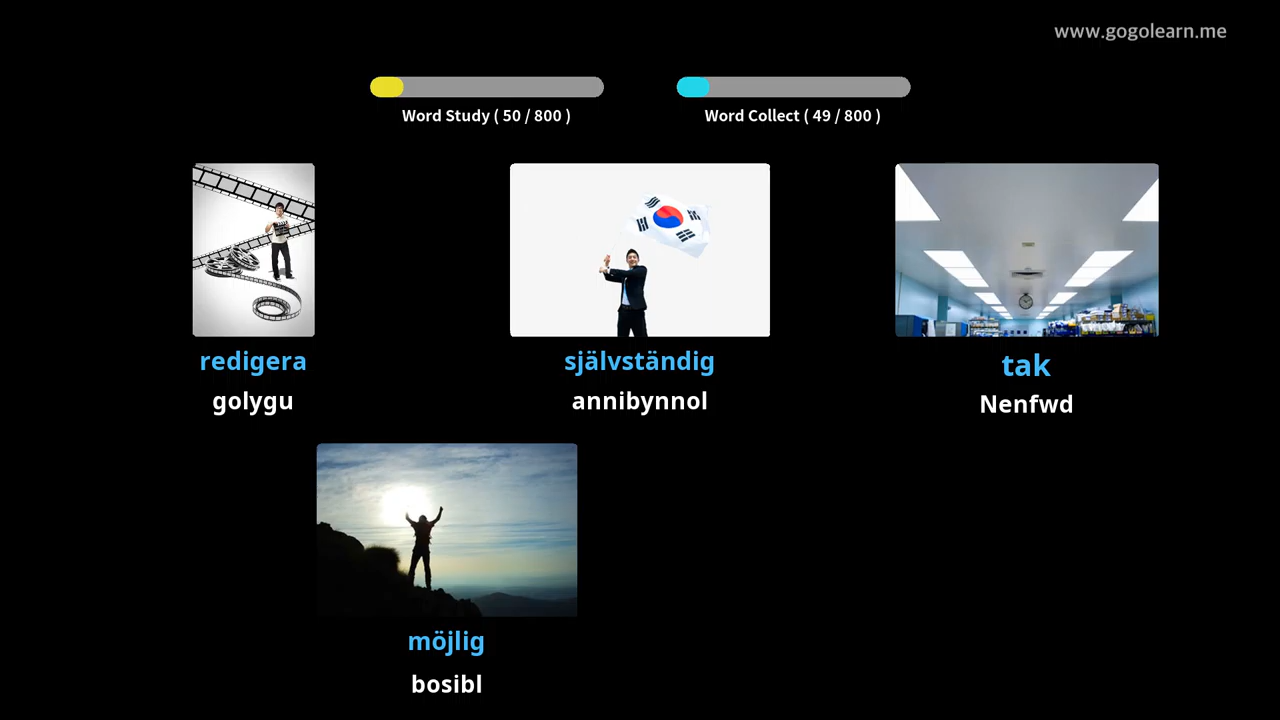 www.gogolearn.me
Word Study ( 50 / 800 )
Word Collect ( 49 / 800 )
redigera
golygu
självständig
annibynnol
tak
Nenfwd
möjlig
bosibl